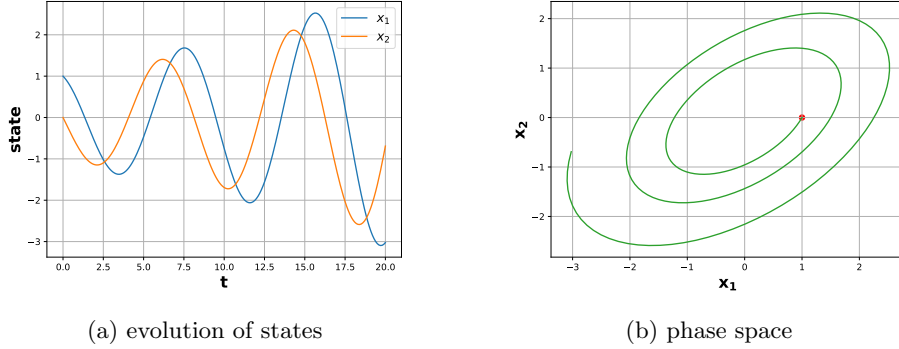 x1
x2
2
1
0
−1
−2
−3
state
0.0 2.5 5.0 7.5 10.0 12.5 15.0 17.5 20.0
t
2
1
0
−1
−2
x2
−3 −2 −1 0 1 2
x1
(a) evolution of states
(b) phase space